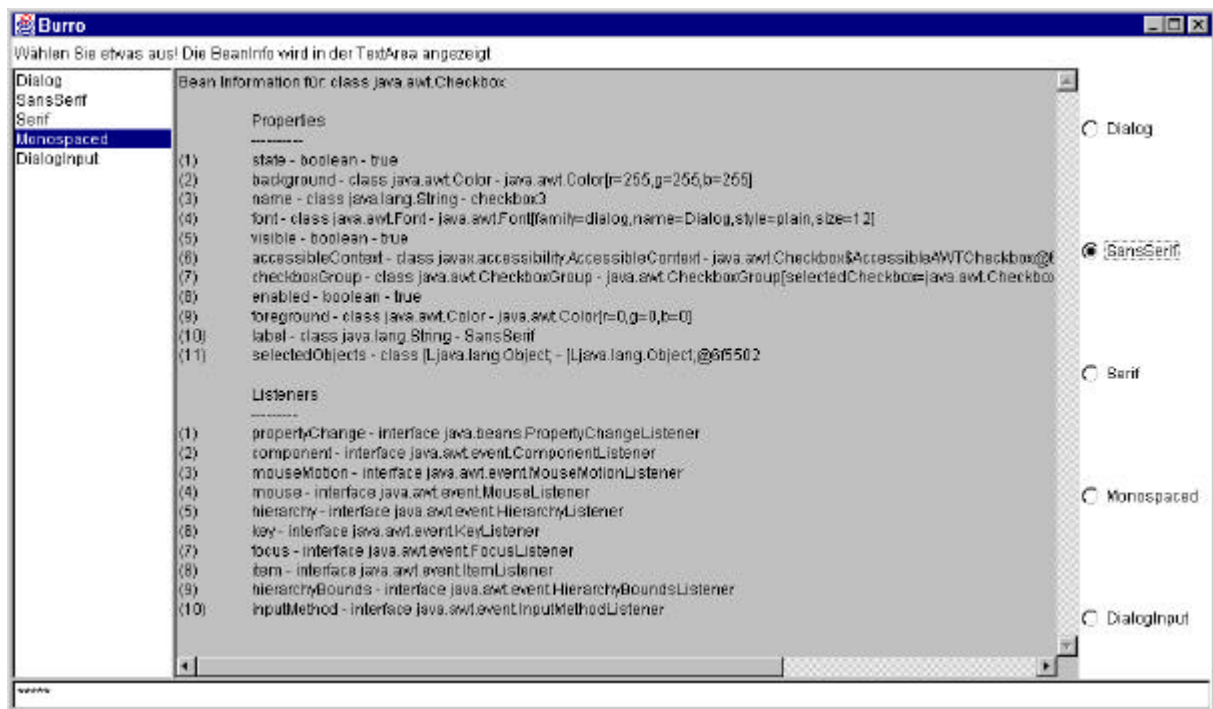 Burro
Wählen Sie etwas aus! Die BeanInfo wird in der TextArea angezeigt
Dialog
SansSerif
Serif
Monospaced
DialogInput
Bean Information für: class java.awt.Checkbox
Properties
----------
(1) state - boolean - true
(2) background - class java.awt.Color - java.awt.Color[r=255,g=255,b=255]
(3) name - class java.lang.String - checkbox3
(4) font - class java.awt.Font - java.awt.Font[family=dialog,name=Dialog,style=plain,size=12]
(5) visible - boolean - true
(6) accessibleContext - class javax.accessibility.AccessibleContext - java.awt.Checkbox$AccessibleAWTCheckbox@
(7) checkboxGroup - class java.awt.CheckboxGroup - java.awt.CheckboxGroup[selectedCheckbox=java.awt.Checkbo
(8) enabled - boolean - true
(9) foreground - class java.awt.Color - java.awt.Color[r=0,g=0,b=0]
(10) label - class java.lang.String - SansSerif
(11) selectedObjects - class [Ljava.lang.Object; - [Ljava.lang.Object;@6f5502
Listeners
---------
(1) propertyChange - interface java.beans.PropertyChangeListener
(2) component - interface java.awt.event.ComponentListener
(3) mouseMotion - interface java.awt.event.MouseMotionListener
(4) mouse - interface java.awt.event.MouseListener
(5) hierarchy - interface java.awt.event.HierarchyListener
(6) key - interface java.awt.event.KeyListener
(7) focus - interface java.awt.event.FocusListener
(8) item - interface java.awt.event.ItemListener
(9) hierarchyBounds - interface java.awt.event.HierarchyBoundsListener
(10) inputMethod - interface java.awt.event.InputMethodListener
Dialog
SansSerif
Serif
Monospaced
DialogInput
*****